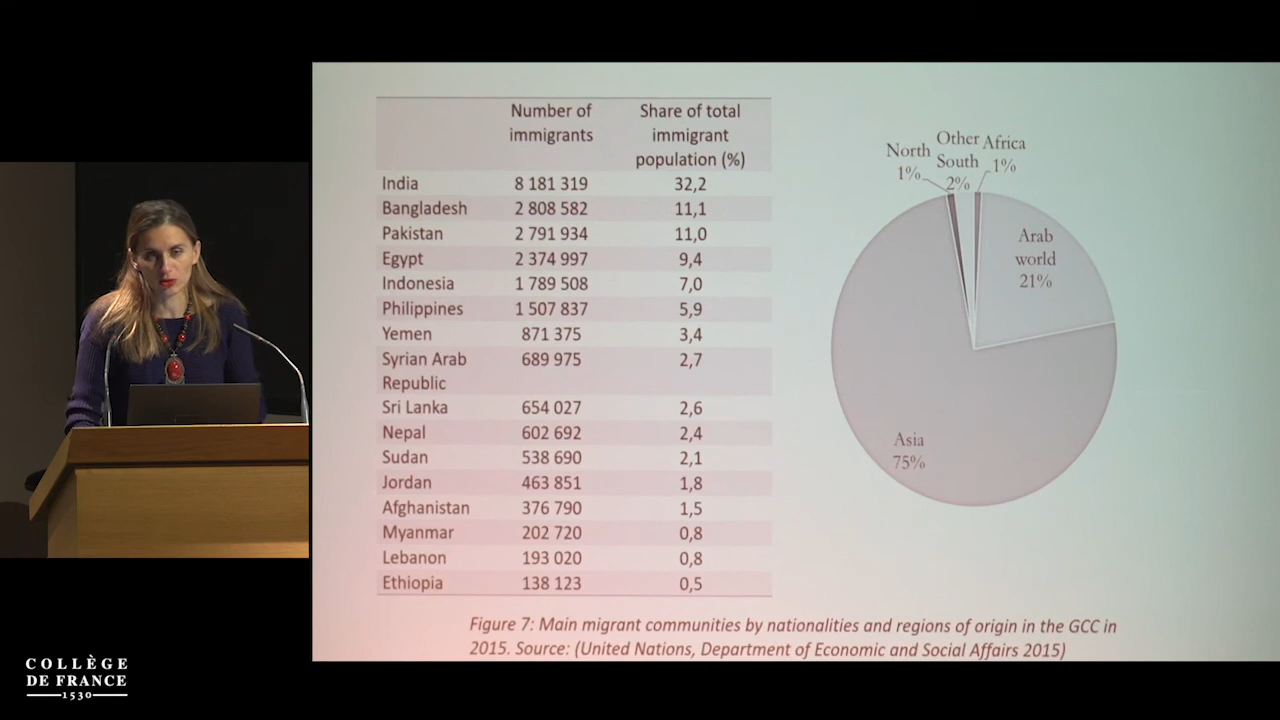 Number of Share of total
immigrants immigrant
population (%)
India 8 181 319 32,2
Bangladesh 2 808 582 11,1
Pakistan 2 791 934 11,0
Egypt 2 374 997 9,4
Indonesia 1 789 508 7,0
Philippines 1 507 837 5,9
Yemen 871 375 3,4
Syrian Arab 689 975 2,7
Republic
Sri Lanka 654 027 2,6
Nepal 602 692 2,4
Sudan 538 690 2,1
Jordan 463 851 1,8
Afghanistan 376 790 1,5
Myanmar 202 720 0,8
Lebanon 193 020 0,8
Ethiopia 138 123 0,5
North
1%
Other
South
2%
Africa
1%
Arab
world
21%
Asia
75%
Figure 7: Main migrant communities by nationalities and regions of origin in the GCC in
2015. Source: (United Nations, Department of Economic and Social Affairs 2015)
COLLÈGE
DE FRANCE
1530